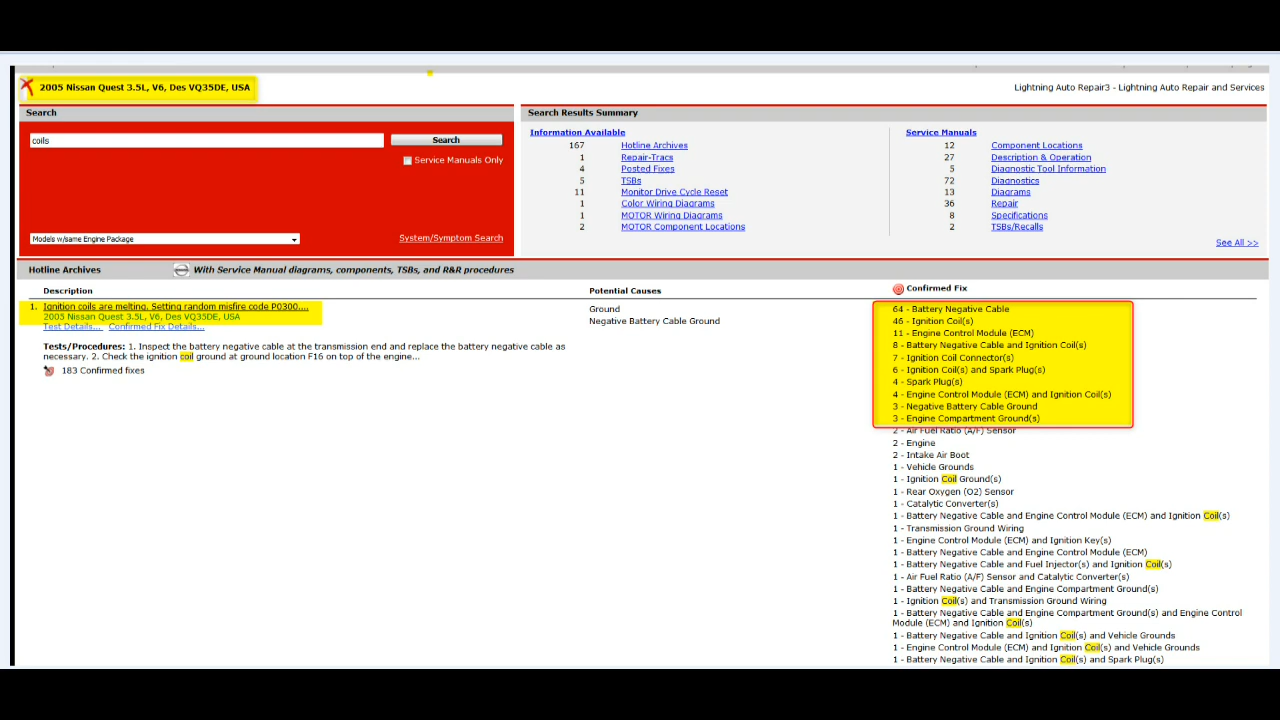 2005 Nissan Quest 3.5L, V6, Des VQ35DE, USA
Lightning Auto Repair3 - Lightning Auto Repair and Services
Search
coils
Search
Service Manuals Only
Models w/same Engine Package
System/Symptom Search
Search Results Summary
Information Available
167 Hotline Archives
1 Repair-Tracs
4 Posted Fixes
5 TSBs
11 Monitor Drive Cycle Reset
1 Color Wiring Diagrams
1 MOTOR Wiring Diagrams
2 MOTOR Component Locations
Service Manuals
12 Component Locations
27 Description & Operation
5 Diagnostic Tool Information
72 Diagnostics
13 Diagrams
36 Repair
8 Specifications
2 TSBs/Recalls
See All >>
Hotline Archives
With Service Manual diagrams, components, TSBs, and R&R procedures
Description
1. Ignition coils are melting. Setting random misfire code P0300....
2005 Nissan Quest 3.5L, V6, Des VQ35DE, USA
Test Details... Confirmed Fix Details...
Tests/Procedures: 1. Inspect the battery negative cable at the transmission end and replace the battery negative cable as
necessary. 2. Check the ignition coil ground at ground location F16 on top of the engine...
183 Confirmed fixes
Potential Causes
Ground
Negative Battery Cable Ground
Confirmed Fix
64 - Battery Negative Cable
46 - Ignition Coil(s)
11 - Engine Control Module (ECM)
8 - Battery Negative Cable and Ignition Coil(s)
7 - Ignition Coil Connector(s)
6 - Ignition Coil(s) and Spark Plug(s)
4 - Spark Plug(s)
4 - Engine Control Module (ECM) and Ignition Coil(s)
3 - Negative Battery Cable Ground
3 - Engine Compartment Ground(s)
2 - Air Fuel Ratio (A/F) Sensor
2 - Engine
2 - Intake Air Boot
1 - Vehicle Grounds
1 - Ignition Coil Ground(s)
1 - Rear Oxygen (O2) Sensor
1 - Catalytic Converter(s)
1 - Battery Negative Cable and Engine Control Module (ECM) and Ignition Coil(s)
1 - Transmission Ground Wiring
1 - Engine Control Module (ECM) and Ignition Key(s)
1 - Battery Negative Cable and Engine Control Module (ECM)
1 - Battery Negative Cable and Fuel Injector(s) and Ignition Coil(s)
1 - Air Fuel Ratio (A/F) Sensor and Catalytic Converter(s)
1 - Battery Negative Cable and Engine Compartment Ground(s)
1 - Ignition Coil(s) and Transmission Ground Wiring
1 - Battery Negative Cable and Engine Compartment Ground(s) and Engine Control
Module (ECM) and Ignition Coil(s)
1 - Battery Negative Cable and Ignition Coil(s) and Vehicle Grounds
1 - Engine Control Module (ECM) and Ignition Coil(s) and Vehicle Grounds
1 - Battery Negative Cable and Ignition Coil(s) and Spark Plug(s)